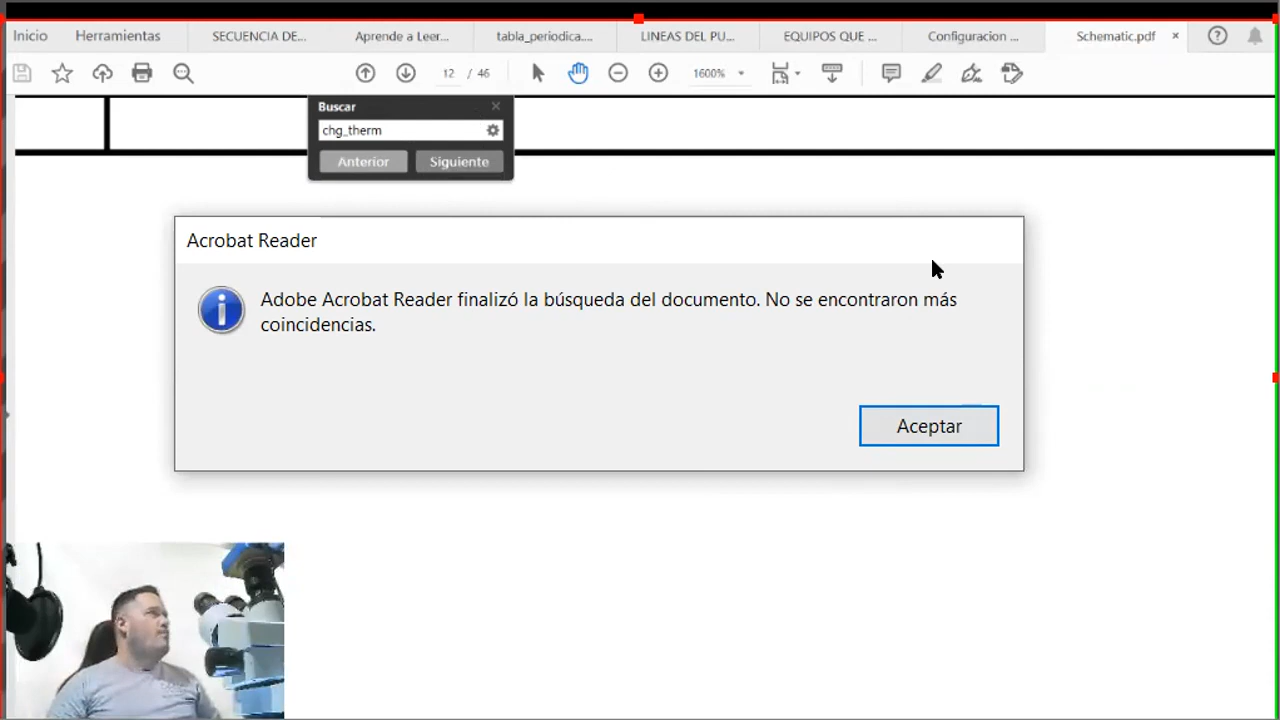 Inicio Herramientas SECUENCIA DE... Aprende a Leer... tabla_periodica.... LINEAS DEL PU... EQUIPOS QUE ... Configuracion ... Schematic.pdf ×
12 / 46 1600%
Buscar ×
chg_therm
Anterior Siguiente
Acrobat Reader
Adobe Acrobat Reader finalizó la búsqueda del documento. No se encontraron más
coincidencias.
Aceptar